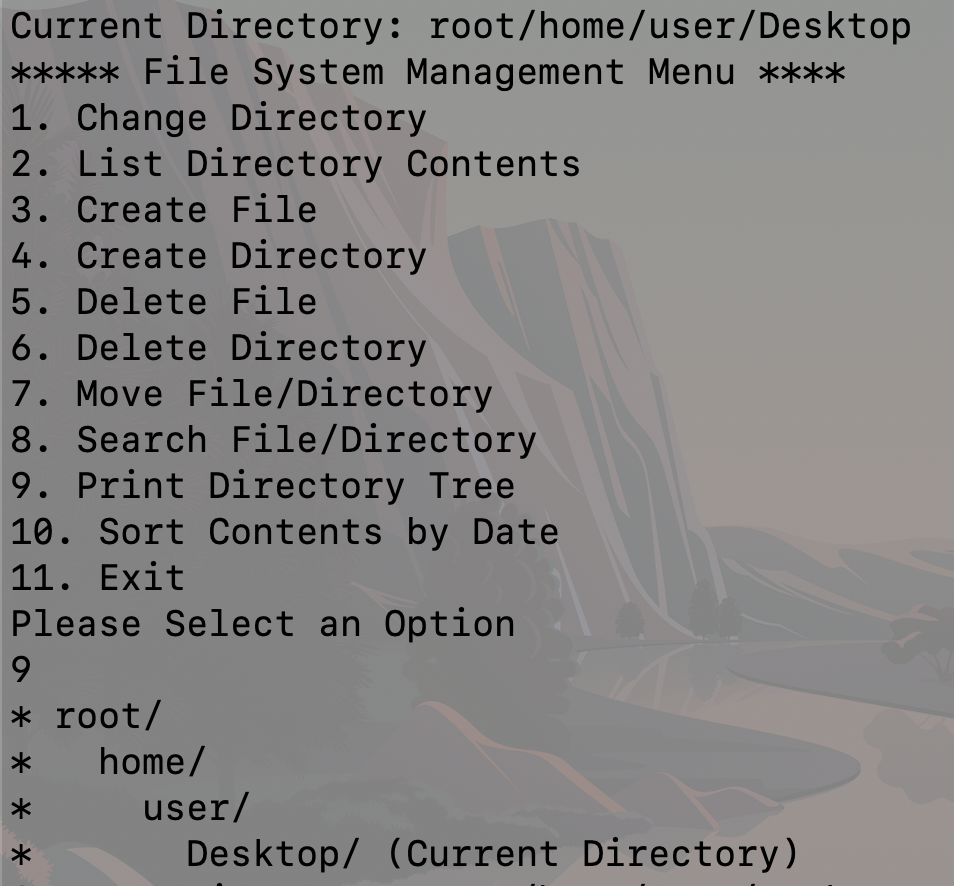 Current Directory: root/home/user/Desktop
***** File System Management Menu ****
1. Change Directory
2. List Directory Contents
3. Create File
4. Create Directory
5. Delete File
6. Delete Directory
7. Move File/Directory
8. Search File/Directory
9. Print Directory Tree
10. Sort Contents by Date
11. Exit
Please Select an Option
9
* root/
*   home/
*     user/
*       Desktop/ (Current Directory)